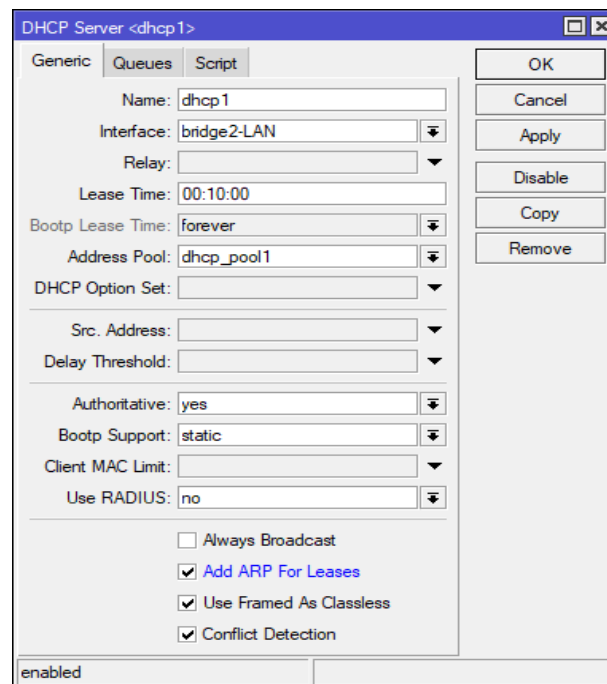 DHCP Server <dhcp1>
Generic Queues Script
Name: dhcp1
Interface: bridge2-LAN
Relay:
Lease Time: 00:10:00
Bootp Lease Time: forever
Address Pool: dhcp_pool1
DHCP Option Set:
Src. Address:
Delay Threshold:
Authoritative: yes
Bootp Support: static
Client MAC Limit:
Use RADIUS: no
Always Broadcast
Add ARP For Leases
Use Framed As Classless
Conflict Detection
OK
Cancel
Apply
Disable
Copy
Remove
enabled